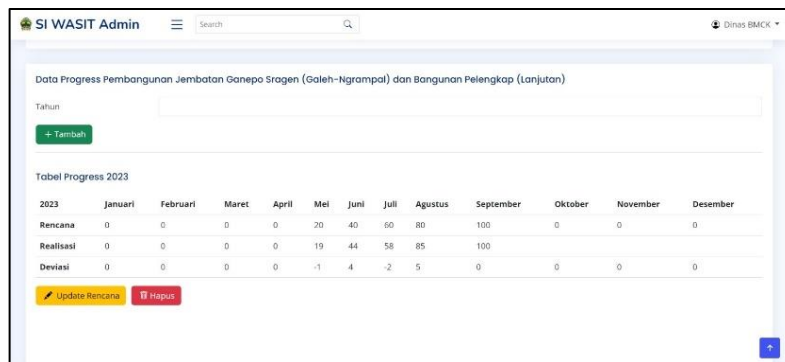 SI WASIT Admin Search Dinas BMCK
Data Progress Pembangunan Jembatan Ganepo Sragen (Galeh-Ngrampal) dan Bangunan Pelengkap (Lanjutan)
Tahun
+ Tambah
Tabel Progress 2023
2023 Januari Februari Maret April Mei Juni Juli Agustus September Oktober November Desember
Rencana 0 0 0 0 20 40 60 80 100 0 0 0
Realisasi 0 0 0 0 19 44 58 85 100
Deviasi 0 0 0 0 -1 4 -2 5 0 0 0 0
Update Rencana Hapus